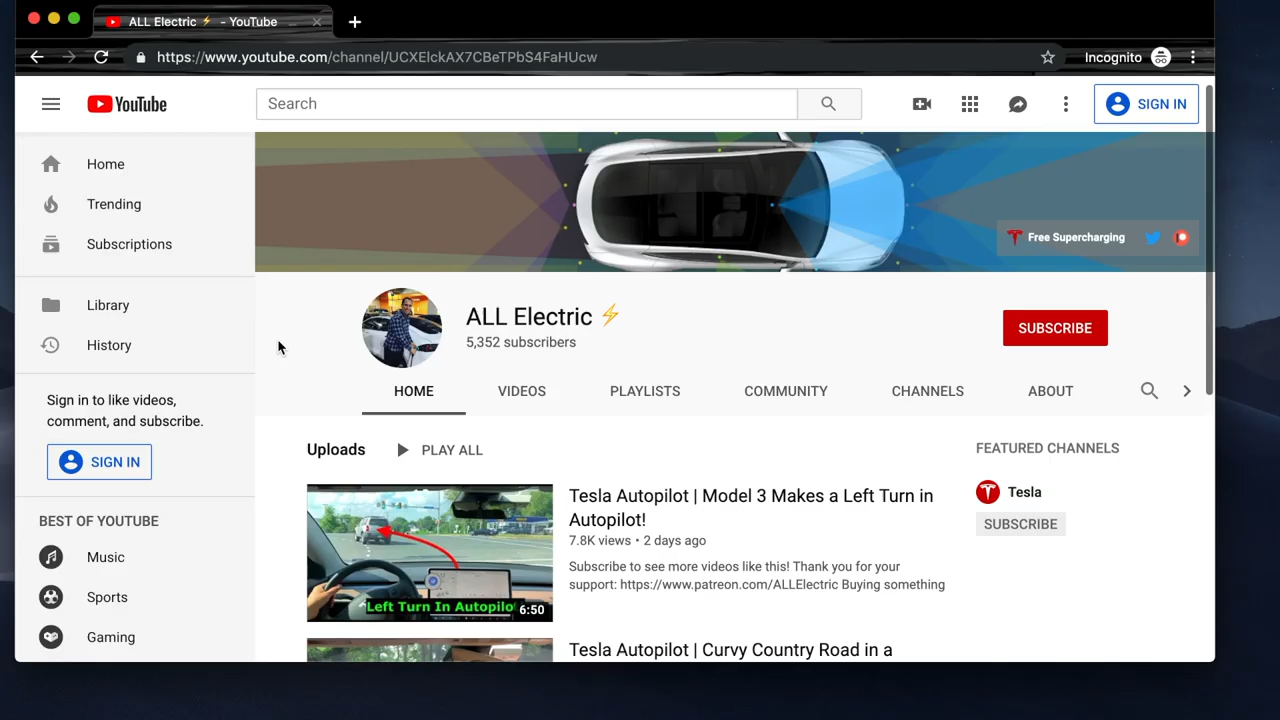 ALL Electric ⚡ - YouTube
https://www.youtube.com/channel/UCXElckAX7CBeTPbS4FaHUcw
Incognito
YouTube
Search
SIGN IN
Home
Trending
Subscriptions
Library
History
Sign in to like videos,
comment, and subscribe.
SIGN IN
BEST OF YOUTUBE
Music
Sports
Gaming
Free Supercharging
ALL Electric ⚡
5,352 subscribers
SUBSCRIBE
HOME
VIDEOS
PLAYLISTS
COMMUNITY
CHANNELS
ABOUT
Uploads
PLAY ALL
Left Turn In Autopilo
6:50
Tesla Autopilot | Model 3 Makes a Left Turn in
Autopilot!
7.8K views • 2 days ago
Subscribe to see more videos like this! Thank you for your
support: https://www.patreon.com/ALLElectric Buying something
Tesla Autopilot | Curvy Country Road in a
FEATURED CHANNELS
Tesla
SUBSCRIBE